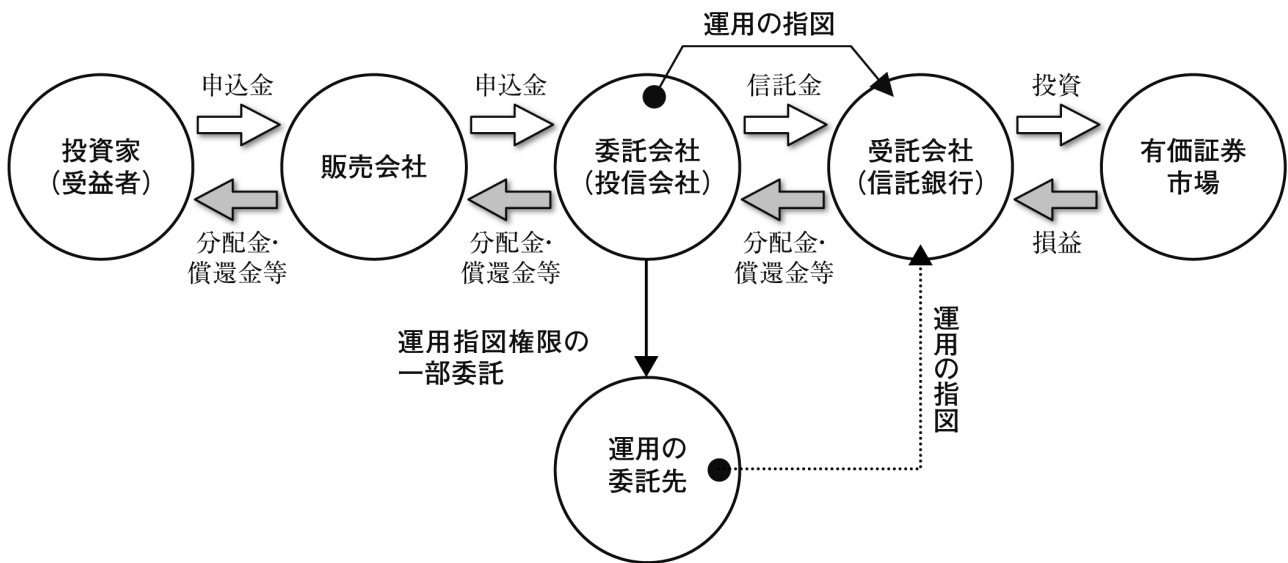 運用の指図
申込金
申込金
信託金
投資
投資家
（受益者）
販売会社
委託会社
（投信会社）
受託会社
（信託銀行）
有価証券
市場
分配金・
償還金等
分配金・
償還金等
分配金・
償還金等
損益
運用指図権限の
一部委託
運用の指図
運用の
委託先